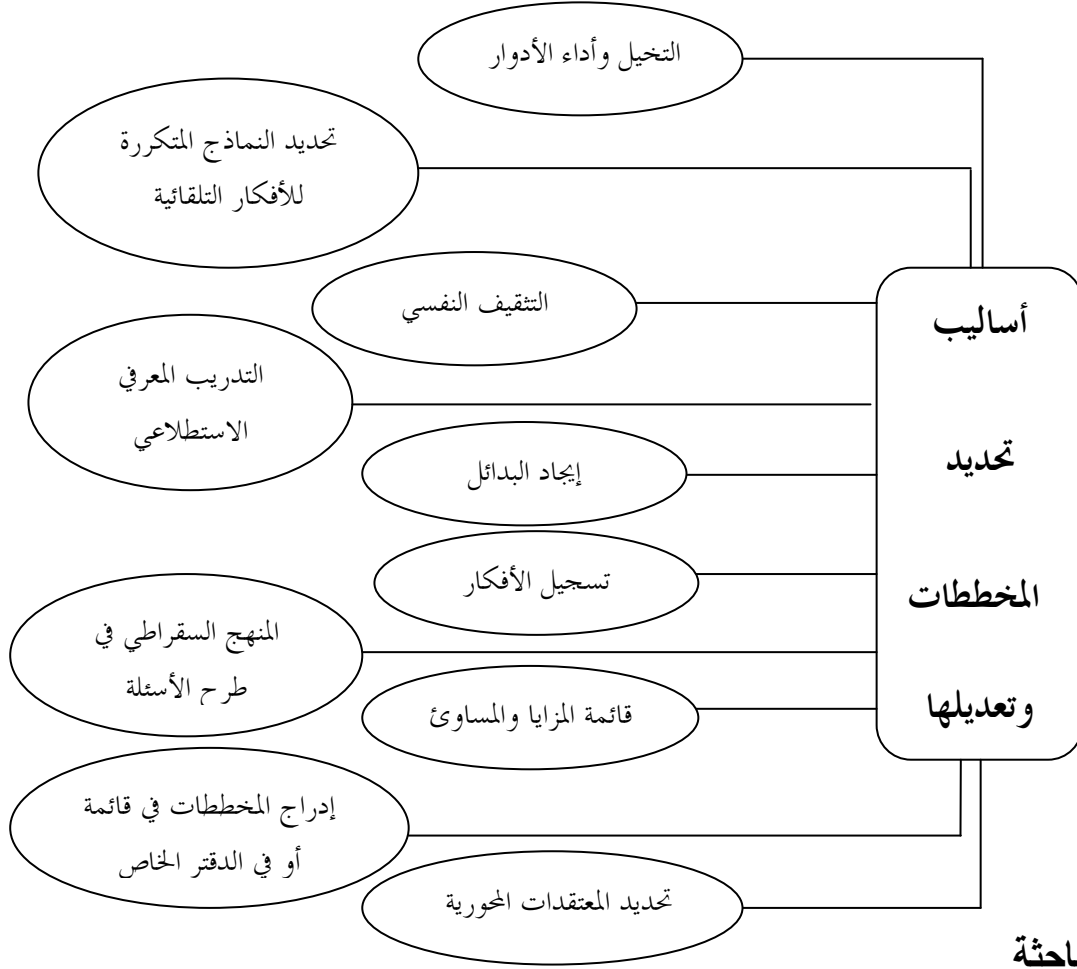 التخيل وأداء الأدوار
تحديد النماذج المتكررة
للأفكار التلقائية
التثقيف النفسي
التدريب المعرفي
الاستطلاعي
إيجاد البدائل
تسجيل الأفكار
المنهج السقراطي في
طرح الأسئلة
قائمة المزايا والمساوئ
إدراج المخططات في قائمة
أو في الدقتر الخاص
تحديد المعتقدات المحورية
أساليب
تحديد
المخططات
وتعديلها